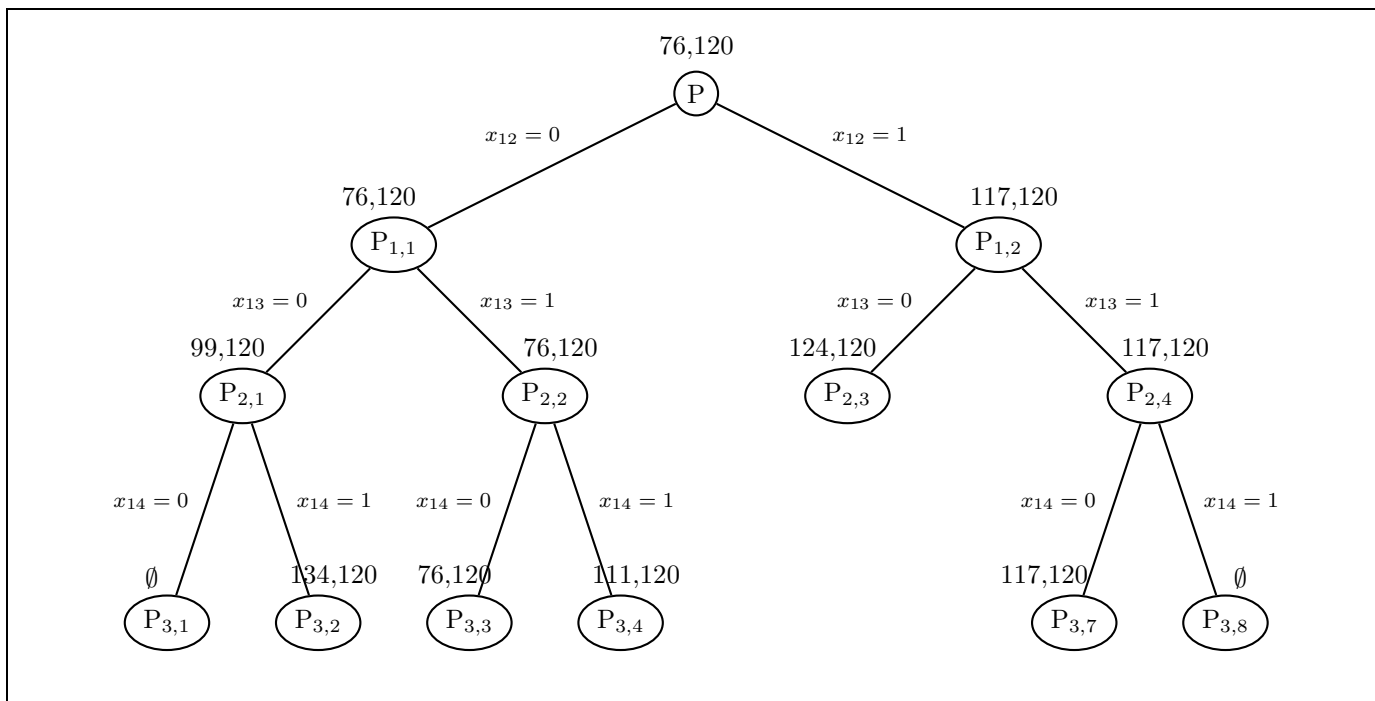 76,120
P
x12 = 0
x12 = 1
76,120
117,120
P1,1
P1,2
x13 = 0
x13 = 1
x13 = 0
x13 = 1
99,120
76,120
124,120
117,120
P2,1
P2,2
P2,3
P2,4
x14 = 0
x14 = 1
x14 = 0
x14 = 1
x14 = 0
x14 = 1
∅
134,120
76,120
111,120
117,120
∅
P3,1
P3,2
P3,3
P3,4
P3,7
P3,8